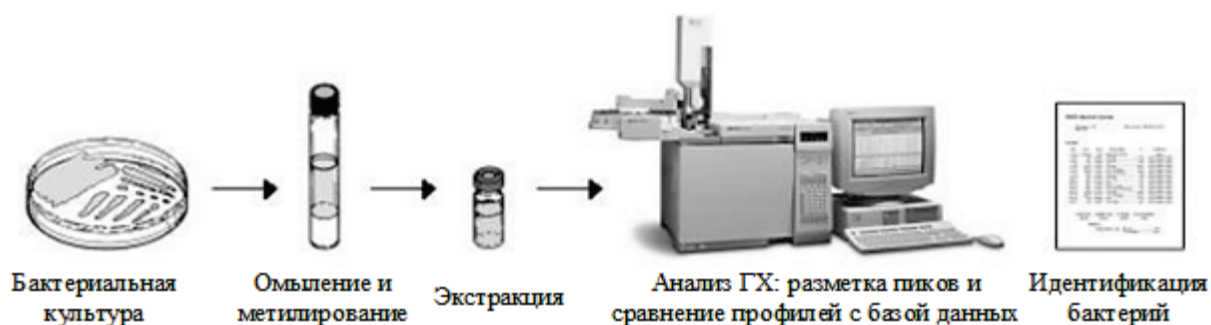 Бактериальная
культура
Омыление и
метилирование
Экстракция
Анализ ГХ: разметка пиков и
сравнение профилей с базой данных
Идентификация
бактерий